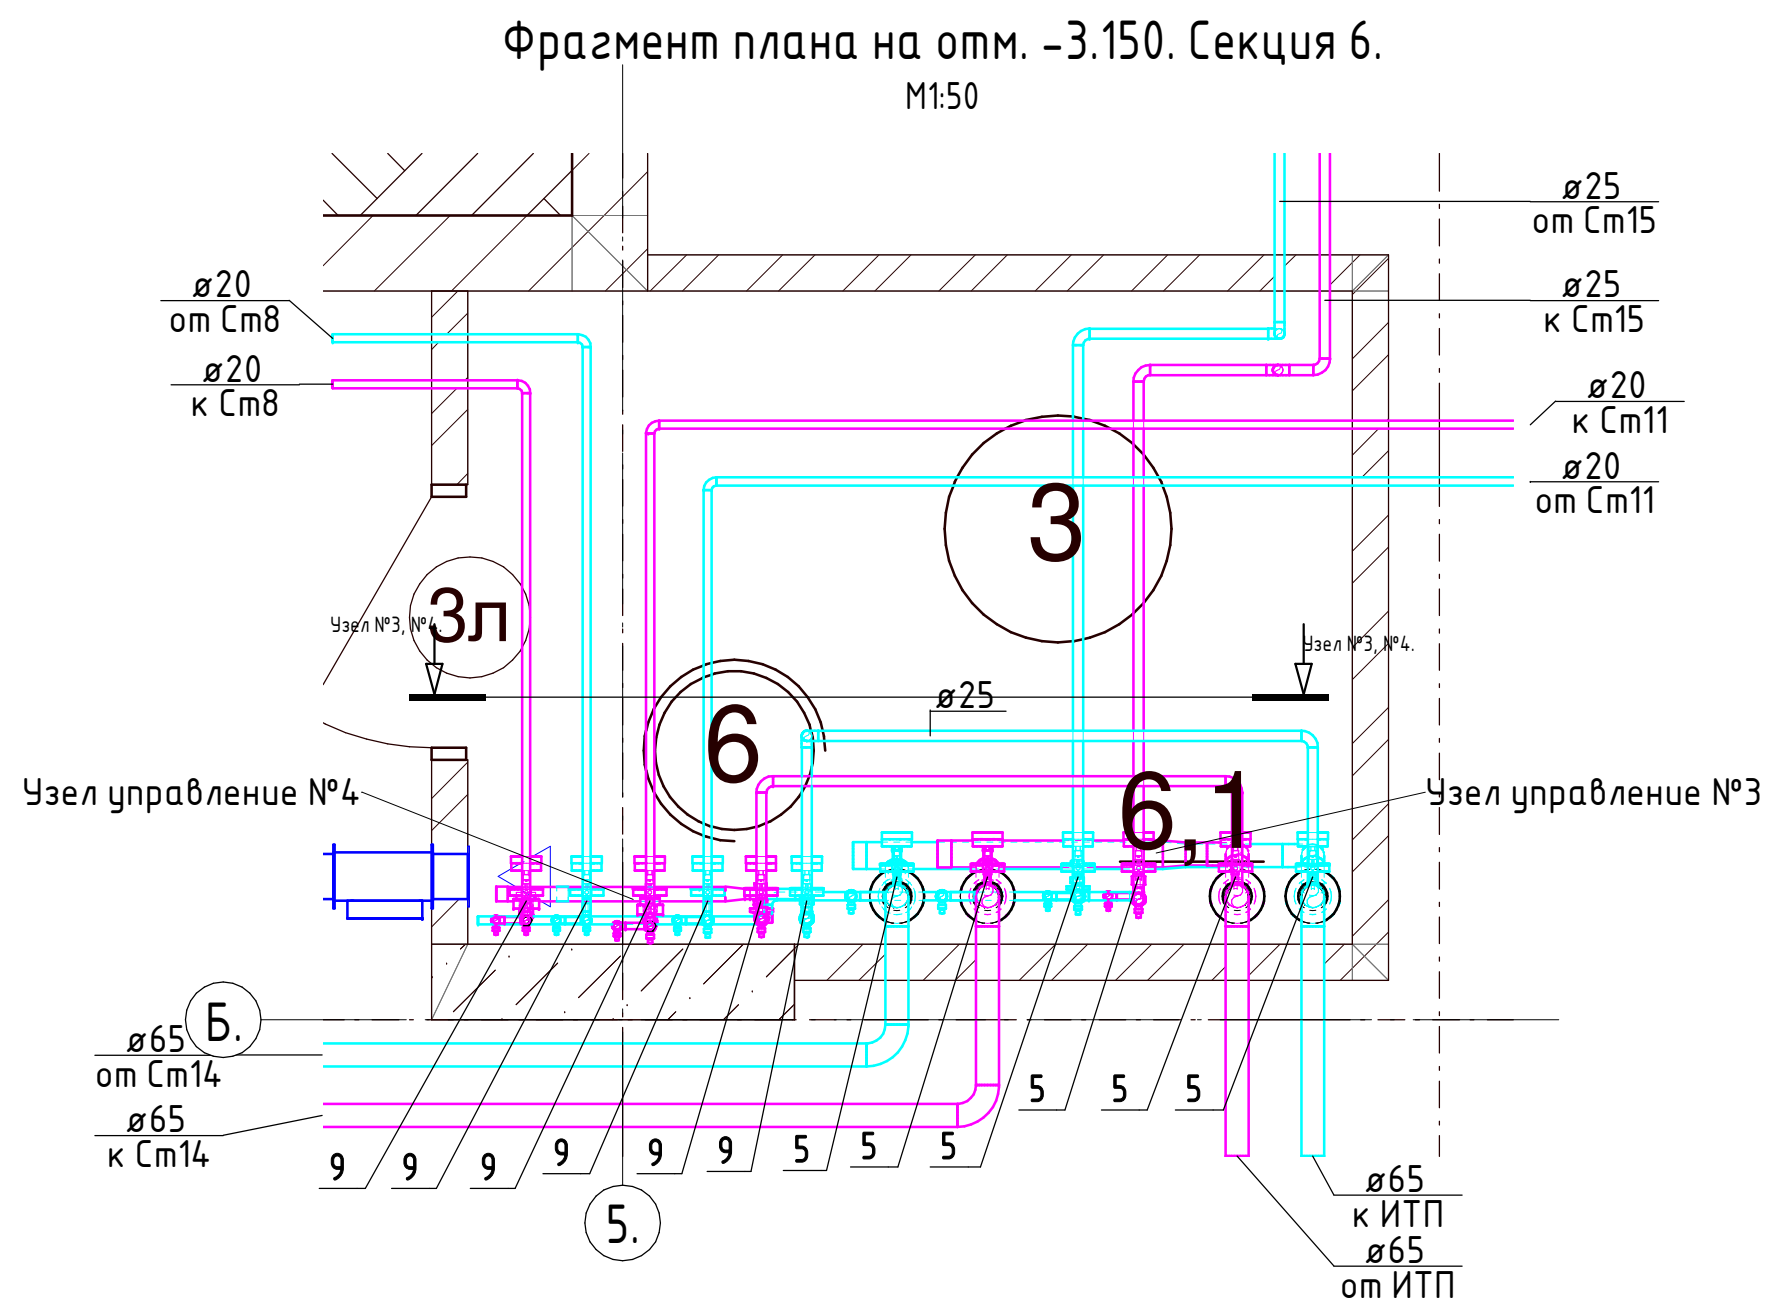 Фрагмент плана на отм. -3.150. Секция 6.
М1:50
ø25
от Ст15
ø20
от Ст8
ø25
к Ст15
ø20
к Ст8
ø20
к Ст11
ø20
от Ст11
3
3л
Узел №3, №4.
Узел №3, №4.
ø25
6
6,1
Узел управление №4
Узел управление №3
Б.
ø65
от Ст14
ø65
к Ст14
5
5
5
9
9
9
9
9
9
5
5
5
ø65
к ИТП
5.
ø65
от ИТП